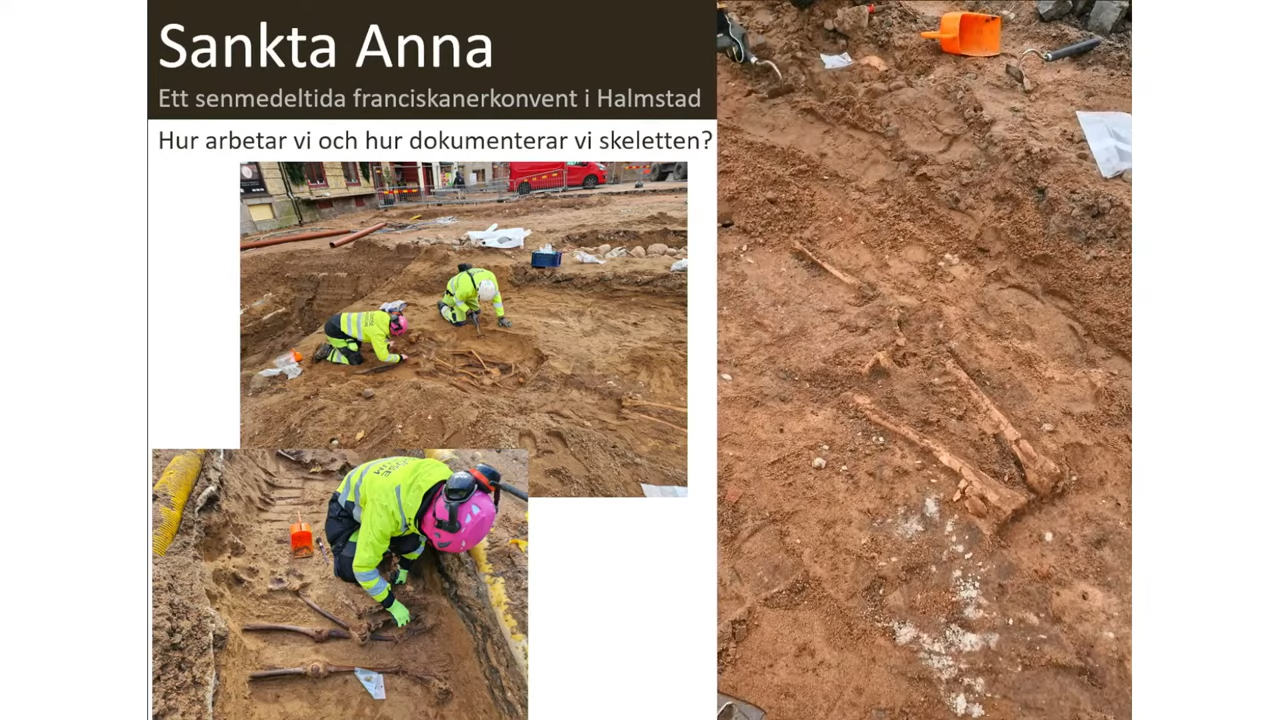 Sankta Anna
Ett senmedeltida franciskanerkonvent i Halmstad
Hur arbetar vi och hur dokumenterar vi skeletten?